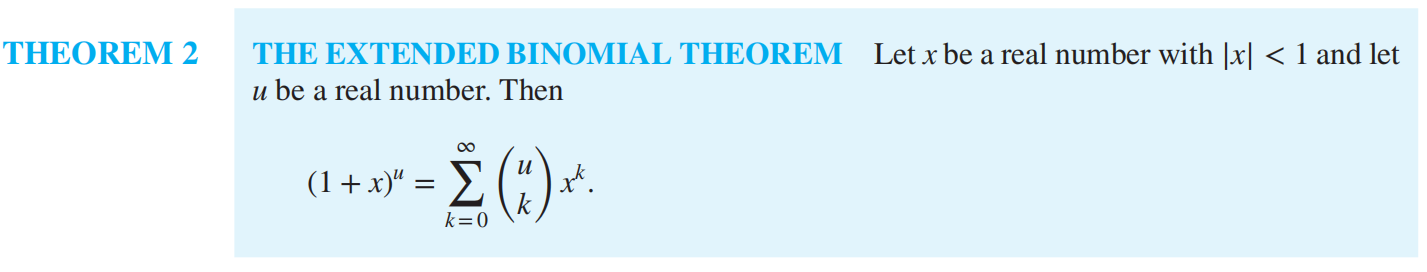 THEOREM 2 THE EXTENDED BINOMIAL THEOREM Let x be a real number with |x| < 1 and let
u be a real number. Then
(1 + x)^u = \sum_{k=0}^{\infty} \binom{u}{k} x^k.